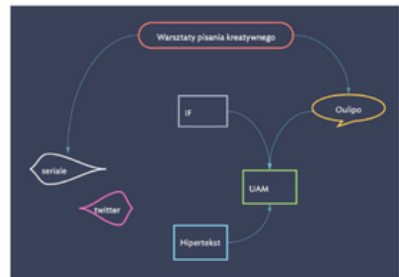 Warsztaty pisania kreatywnego
IF
Oulipo
seriale
UAM
twitter
Hipertekst